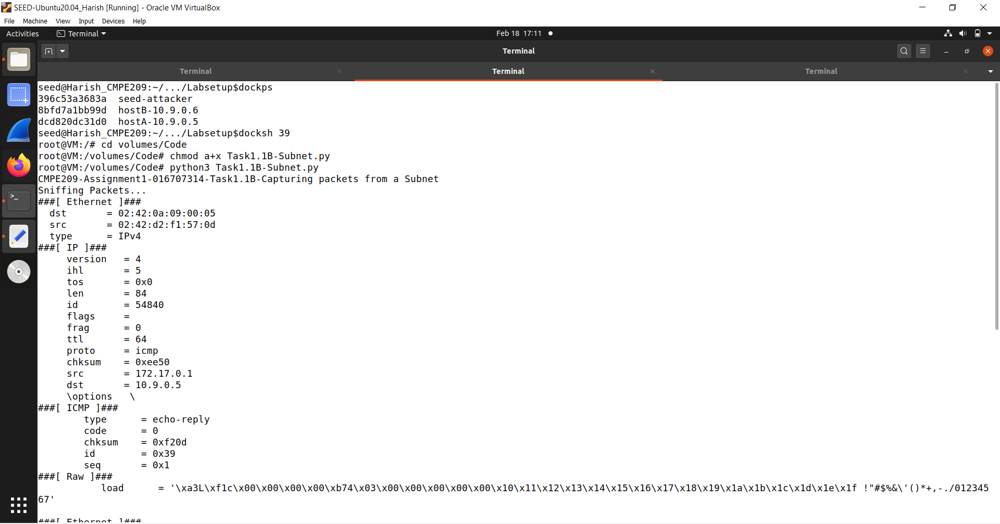 SEED-Ubuntu20.04_Harish [Running] - Oracle VM VirtualBox
File Machine View Input Devices Help
Activities Terminal Feb 18 17:11
Terminal
Terminal Terminal Terminal
seed@Harish_CMPE209:~/.../Labsetup$dockps
396c53a3683a  seed-attacker
8bfd7a1bb99d  hostB-10.9.0.6
dcd820dc31d0  hostA-10.9.0.5
seed@Harish_CMPE209:~/.../Labsetup$docksh 39
root@VM:/# cd volumes/Code
root@VM:/volumes/Code# chmod a+x Task1.1B-Subnet.py
root@VM:/volumes/Code# python3 Task1.1B-Subnet.py
CMPE209-Assignment1-016707314-Task1.1B-Capturing packets from a Subnet
Sniffing Packets...
###[ Ethernet ]###
  dst       = 02:42:0a:09:00:05
  src       = 02:42:d2:f1:57:0d
  type      = IPv4
###[ IP ]###
     version   = 4
     ihl       = 5
     tos       = 0x0
     len       = 84
     id        = 54840
     flags     =
     frag      = 0
     ttl       = 64
     proto     = icmp
     chksum    = 0xee50
     src       = 172.17.0.1
     dst       = 10.9.0.5
     \options   \
###[ ICMP ]###
        type      = echo-reply
        code      = 0
        chksum    = 0xf20d
        id        = 0x39
        seq       = 0x1
###[ Raw ]###
           load      = '\xa3L\xf1c\x00\x00\x00\x00\xb74\x03\x00\x00\x00\x00\x00\x10\x11\x12\x13\x14\x15\x16\x17\x18\x19\x1a\x1b\x1c\x1d\x1e\x1f !"#$%&\'()*+,-./012345
67'
###[ Ethernet ]###